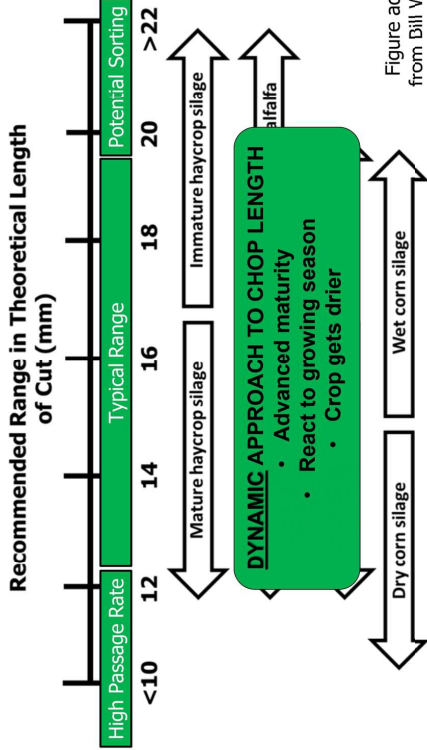 Recommended Range in Theoretical Length
of Cut (mm)
High Passage Rate
Typical Range
Potential Sorting
<10
12
14
16
18
20
>22
Mature haycrop silage
Immature haycrop silage
alfalfa
DYNAMIC APPROACH TO CHOP LENGTH
• Advanced maturity
• React to growing season
• Crop gets drier
Dry corn silage
Wet corn silage
Figure
from Bill